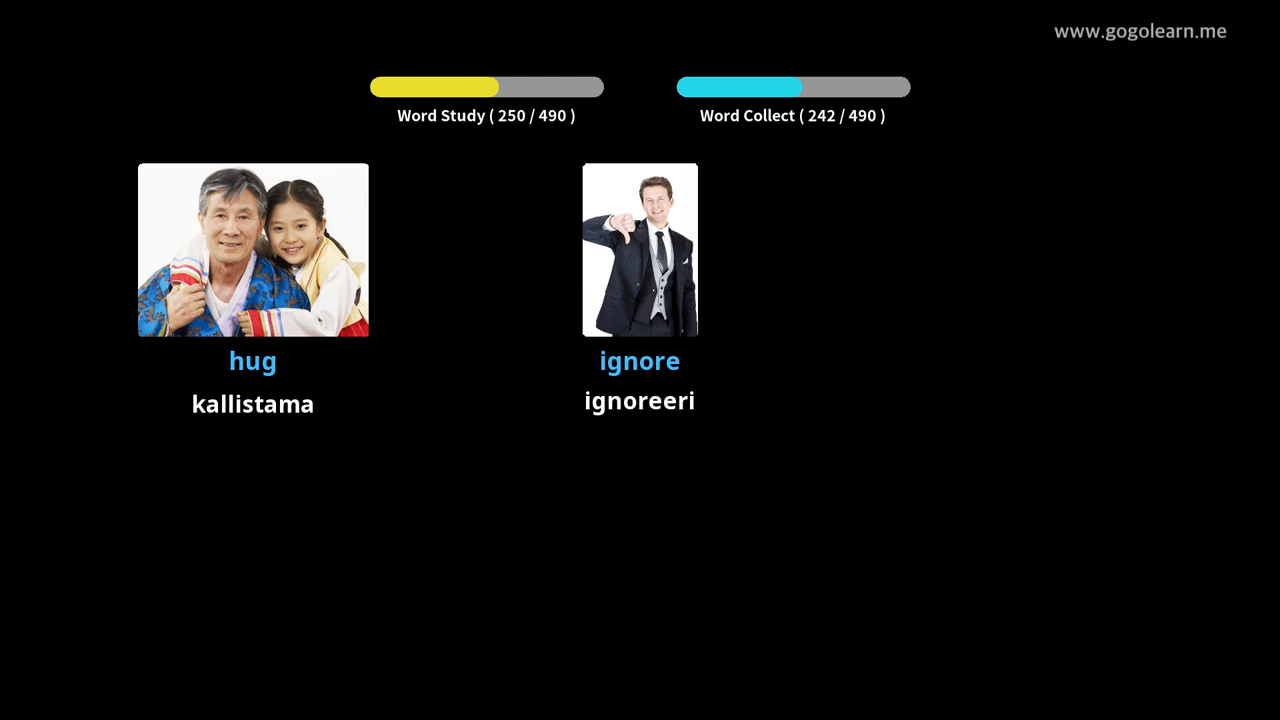 www.gogolearn.me
Word Study ( 250 / 490 )
Word Collect ( 242 / 490 )
hug
kallistama
ignore
ignoreeri